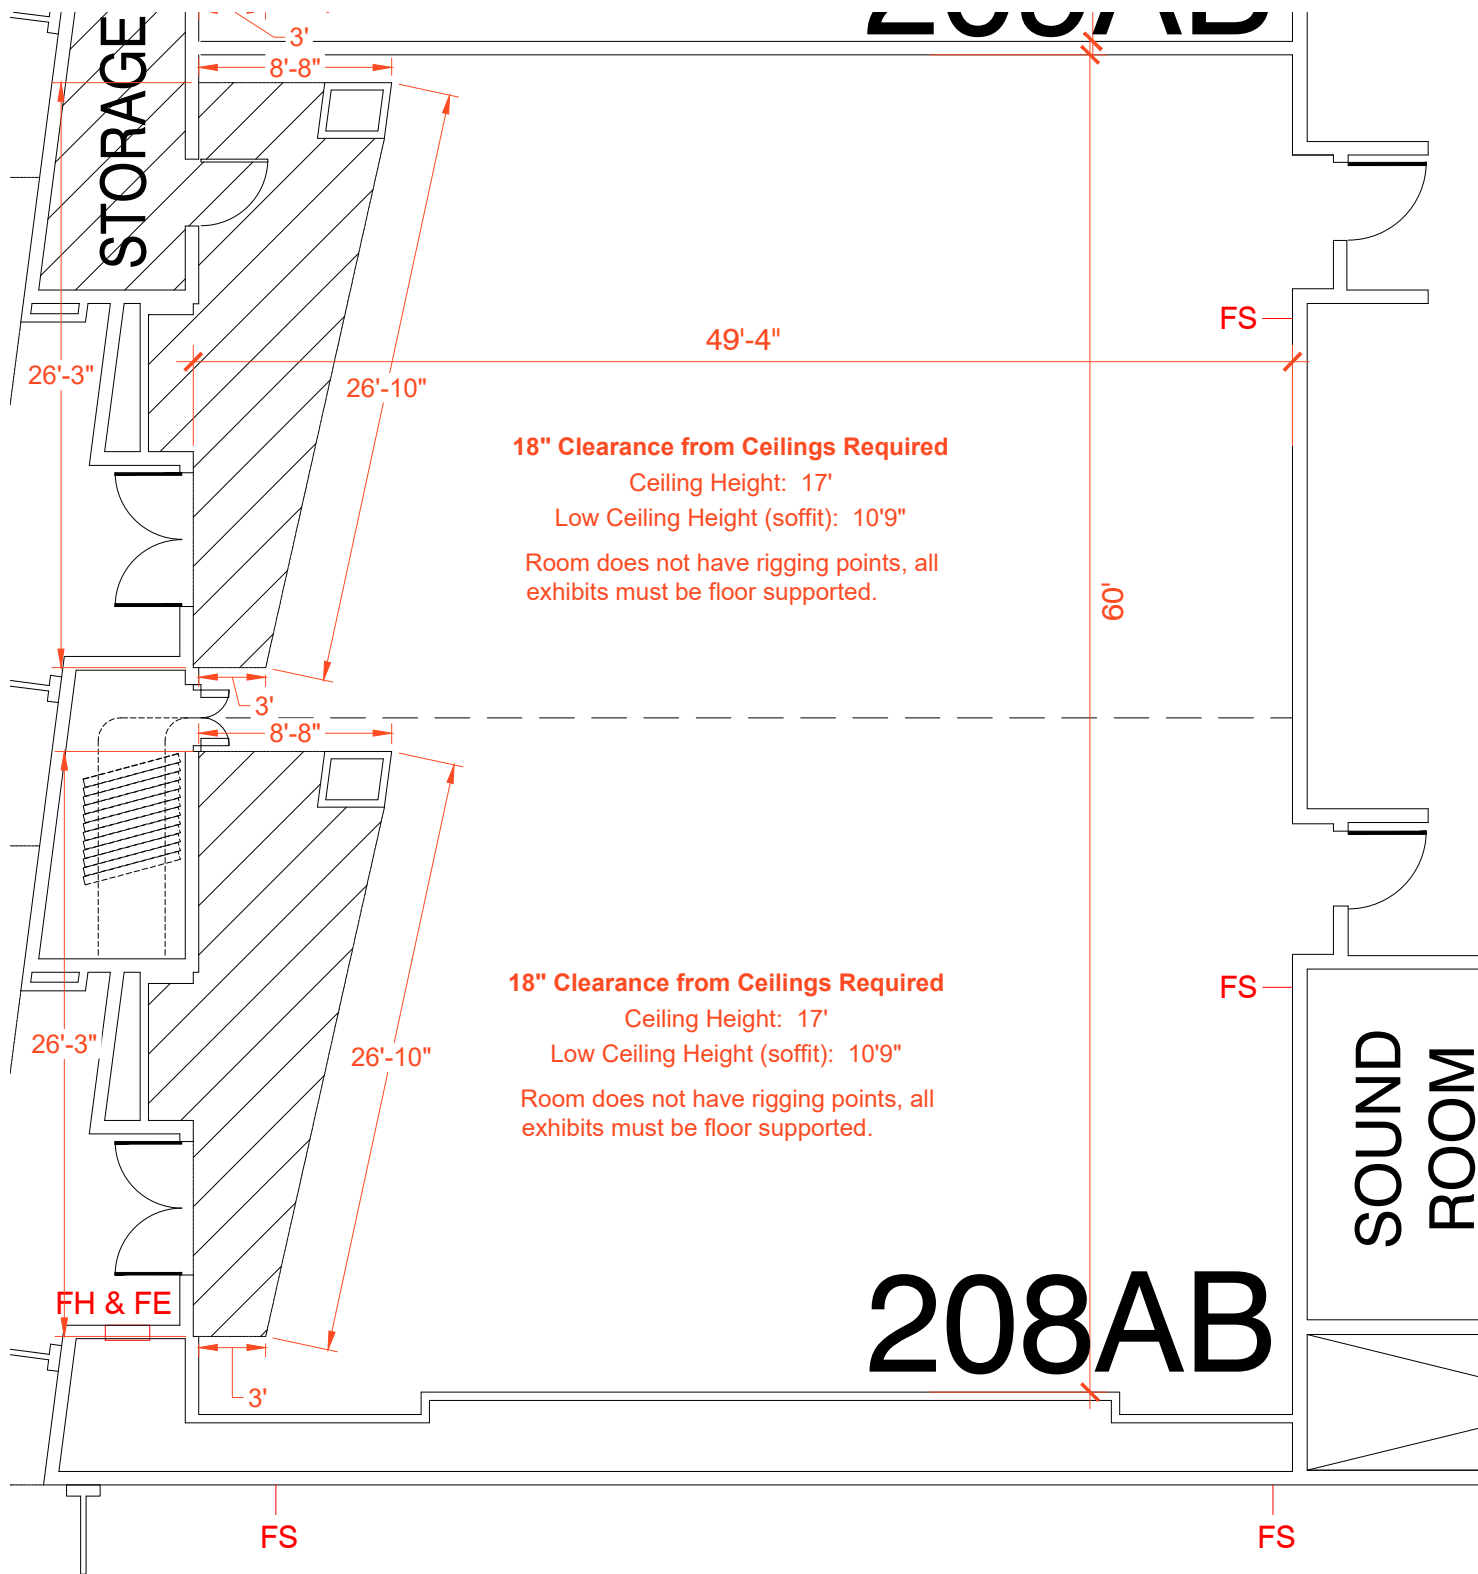 208AB
3'
8'-8"
STORAGE
FS
49'-4"
26'-3"
26'-10"
18" Clearance from Ceilings Required
Ceiling Height: 17'
Low Ceiling Height (soffit): 10'9"
Room does not have rigging points, all
exhibits must be floor supported.
60'
3'
8'-8"
18" Clearance from Ceilings Required
Ceiling Height: 17'
Low Ceiling Height (soffit): 10'9"
Room does not have rigging points, all
exhibits must be floor supported.
FS
26'-3"
26'-10"
SOUND
ROOM
FH & FE
208AB
3'
FS
FS